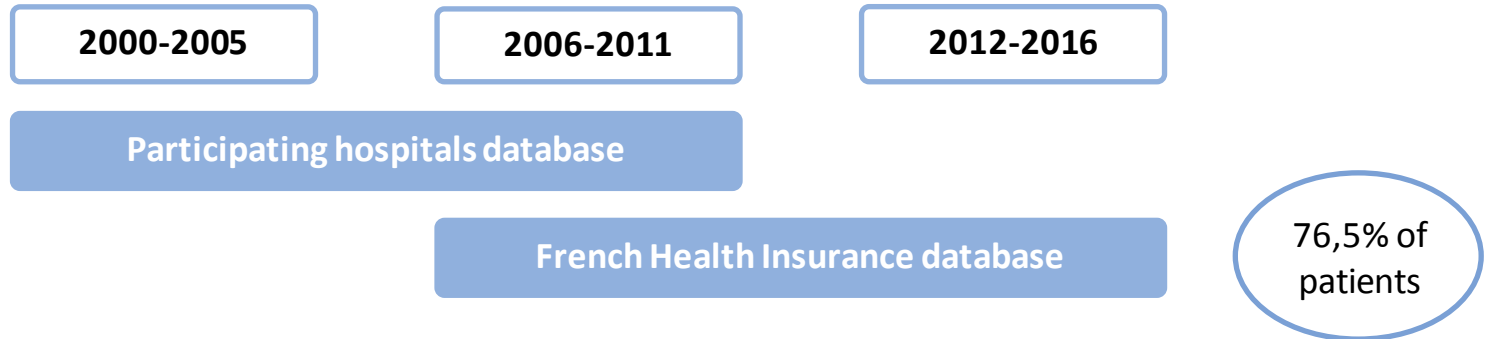 2000-2005
2006-2011
2012-2016
Participating hospitals database
French Health Insurance database
76,5% of
patients